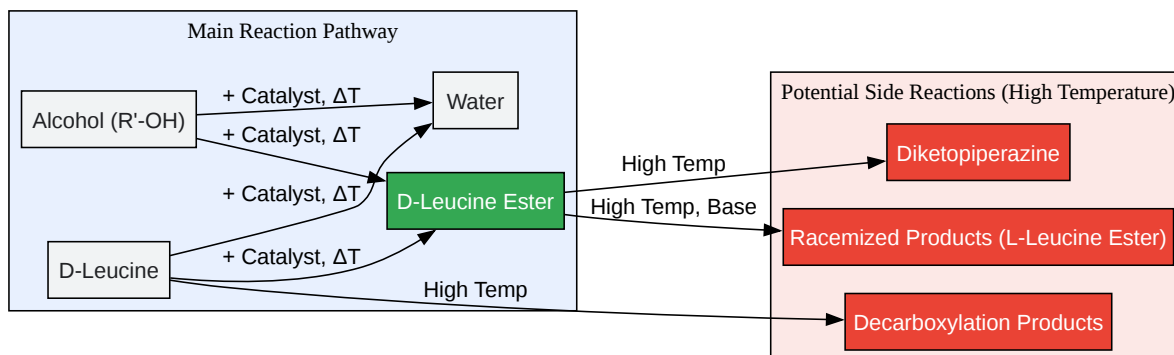 Main Reaction Pathway
Alcohol (R'-OH)
+ Catalyst, ΔT
Water
+ Catalyst, ΔT
+ Catalyst, ΔT
D-Leucine Ester
D-Leucine
+ Catalyst, ΔT
High Temp
High Temp, Base
High Temp
Potential Side Reactions (High Temperature)
Diketopiperazine
Racemized Products (L-Leucine Ester)
Decarboxylation Products